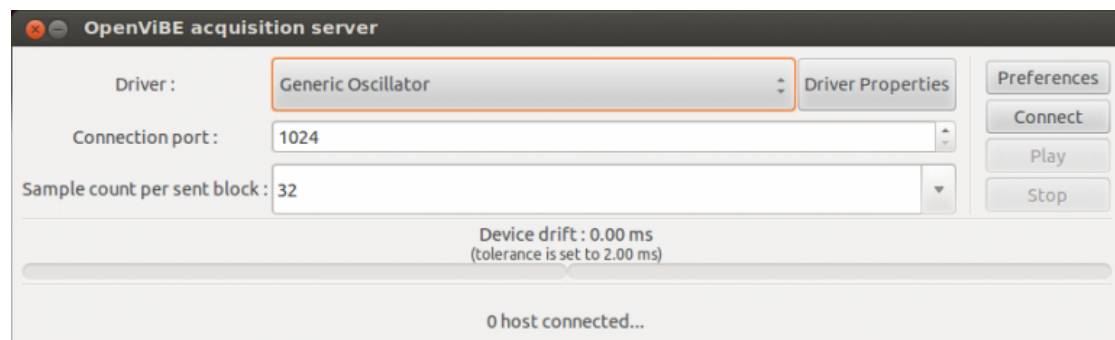 OpenViBE acquisition server
Driver : Generic Oscillator Driver Properties Preferences
Connect
Connection port : 1024
Play
Sample count per sent block : 32
Stop
Device drift : 0.00 ms
(tolerance is set to 2.00 ms)
0 host connected...